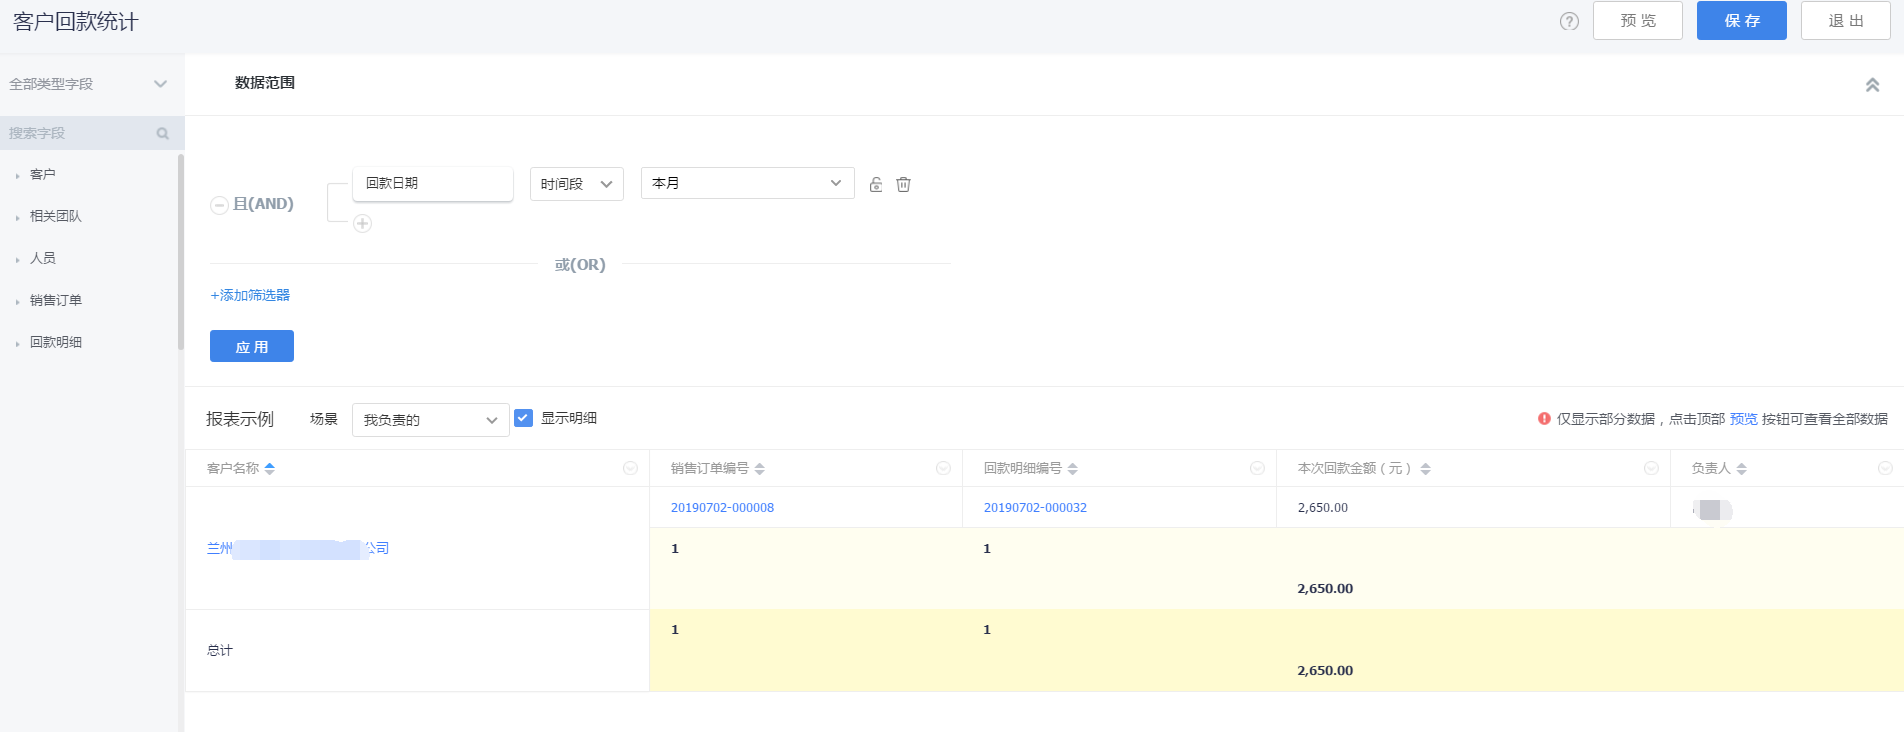 客户回款统计
? 预 览 保 存 退 出
全部类型字段
搜索字段
客户
相关团队
人员
销售订单
回款明细
数据范围
且(AND) 回款日期 时间段 本月
或(OR)
+添加筛选器
应 用
报表示例 场景 我负责的 显示明细 仅显示部分数据，点击顶部 预览 按钮可查看全部数据
客户名称 销售订单编号 回款明细编号 本次回款金额（元） 负责人
20190702-000008 20190702-000032 2,650.00
兰州 公司 1 1
2,650.00
总计 1 1
2,650.00